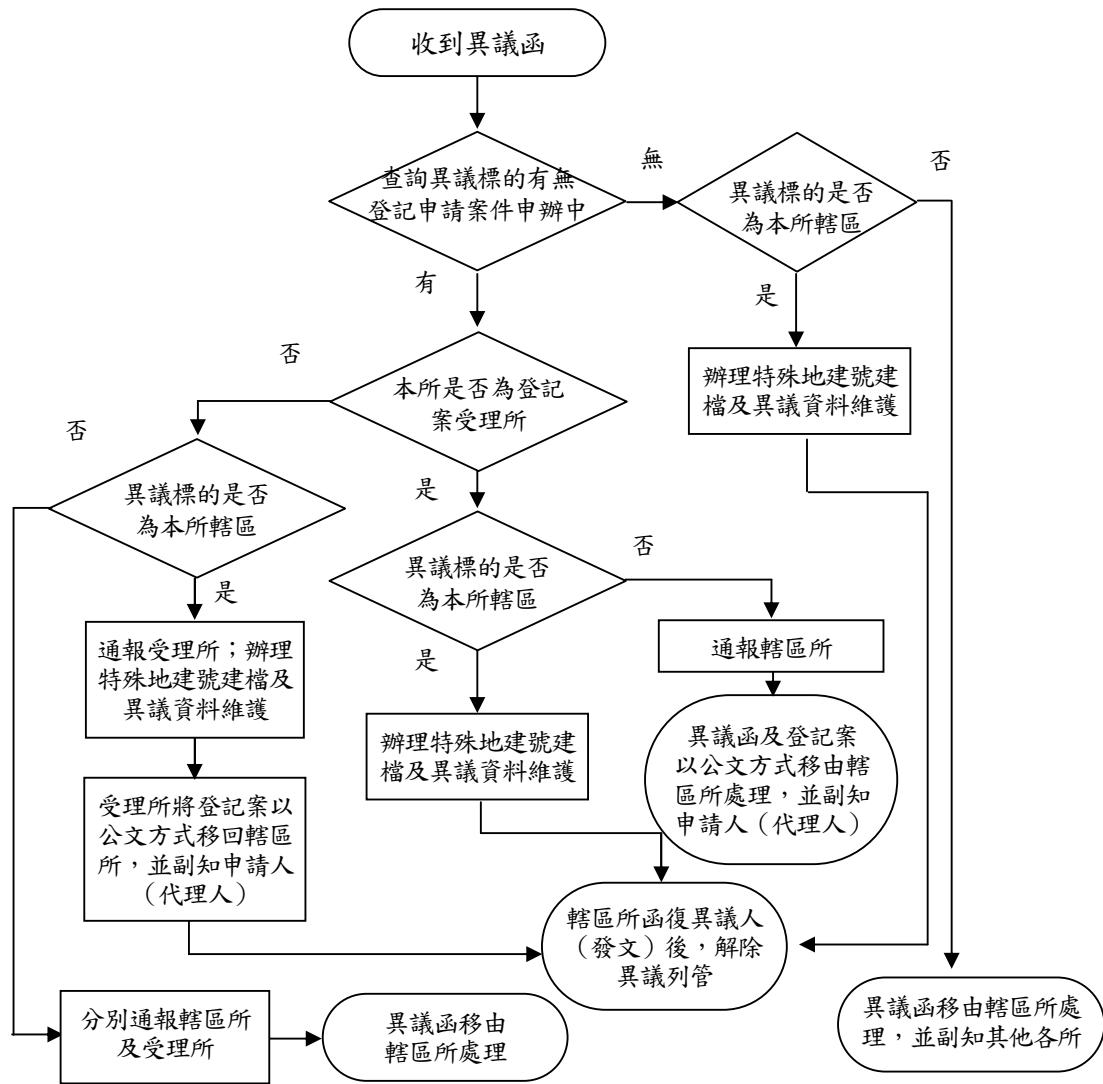 收到異議函
查詢異議標的有無
登記申請案件申辦中
無
異議標的是否
為本所轄區
否
有
是
辦理特殊地建號建
檔及異議資料維護
本所是否為登記
案受理所
否
否
異議標的是否
為本所轄區
是
異議標的是否
為本所轄區
否
是
通報受理所；辦理
特殊地建號建檔及
異議資料維護
是
通報轄區所
辦理特殊地建號建
檔及異議資料維護
異議函及登記案
以公文方式移由轄
區所處理，並副知
申請人（代理人）
受理所將登記案以
公文方式移回轄區
所，並副知申請人
（代理人）
轄區所函復異議人
（發文）後，解除
異議列管
分別通報轄區所
及受理所
異議函移由
轄區所處理
異議函移由轄區所處
理，並副知其他各所